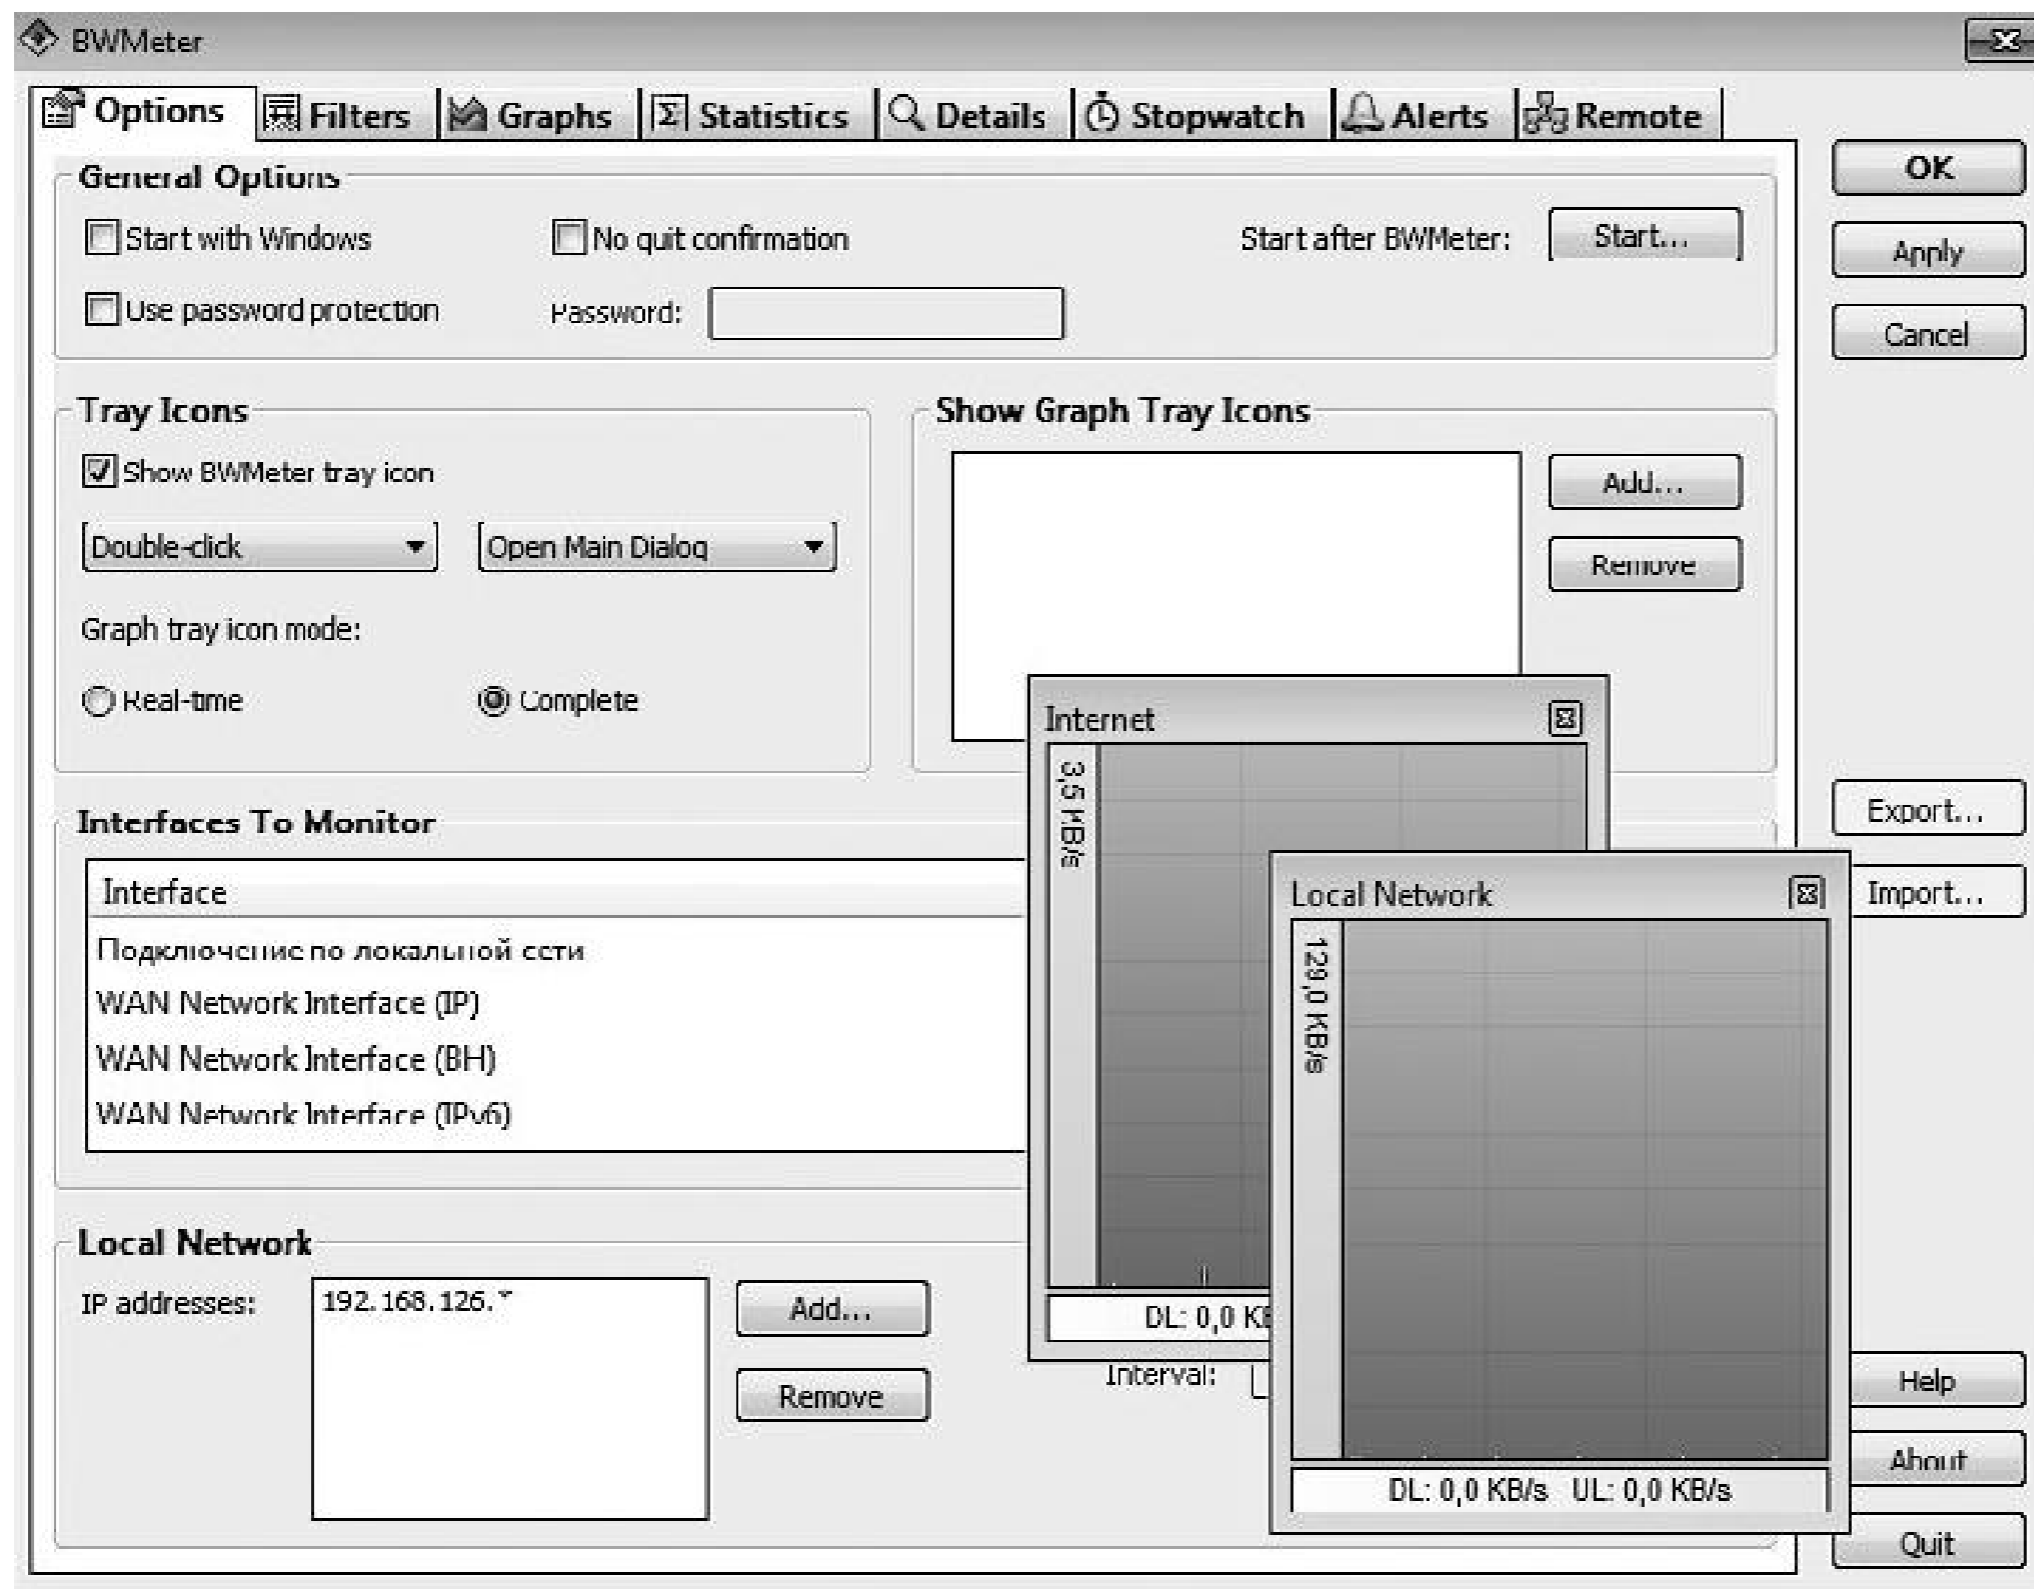 BWMeter
Options Filters Graphs Statistics Details Stopwatch Alerts Remote
General Options
Start with Windows No quit confirmation Start after BWMeter: Start...
Use password protection Password:
OK
Apply
Cancel
Tray Icons
Show BWMeter tray icon
Double-click Open Main Dialog
Graph tray icon mode:
Real-time Complete
Show Graph Tray Icons
Add...
Remove
Interfaces To Monitor
Interface
Подключение по локальной сети
WAN Network Interface (IP)
WAN Network Interface (BH)
WAN Network Interface (IPv6)
Internet
3,5 MB/s
DL: 0,0 KB
Local Network
129,0 KB/s
DL: 0,0 KB/s UL: 0,0 KB/s
Export...
Import...
Local Network
IP addresses: 192.168.126.*
Add...
Remove
Interval:
Help
About
Quit